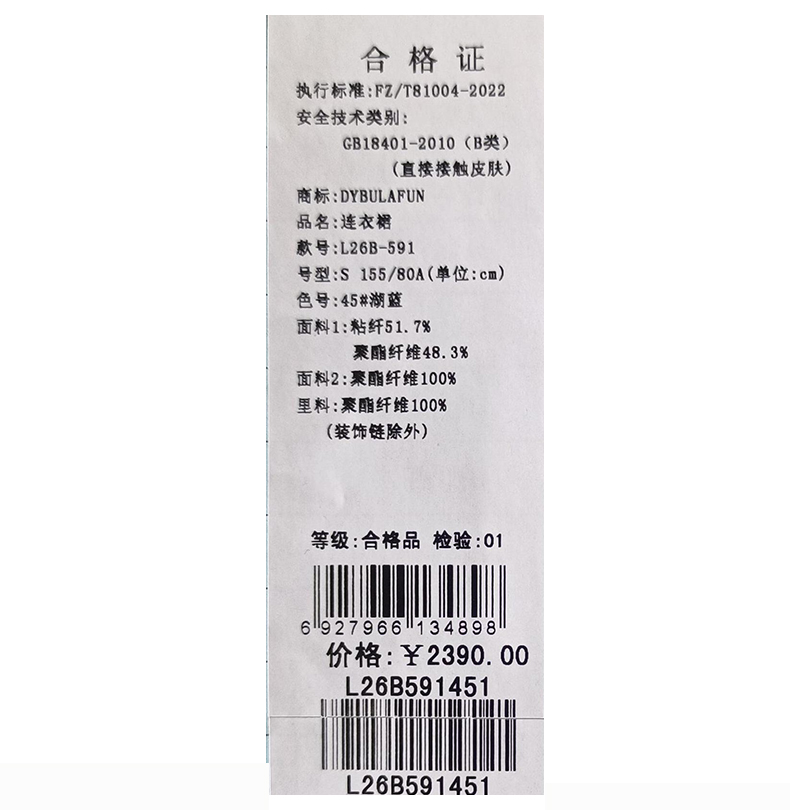 合格证
执行标准:FZ/T81004-2022
安全技术类别:
GB18401-2010（B类）
(直接接触皮肤)
商标:DYBULAFUN
品名:连衣裙
款号:L26B-591
号型:S 155/80A(单位:cm)
色号:45#湖蓝
面料1:粘纤51.7%
聚酯纤维48.3%
面料2:聚酯纤维100%
里料:聚酯纤维100%
(装饰链除外)
等级:合格品 检验:01
6 927966 134898
价格:￥2390.00
L26B591451
L26B591451